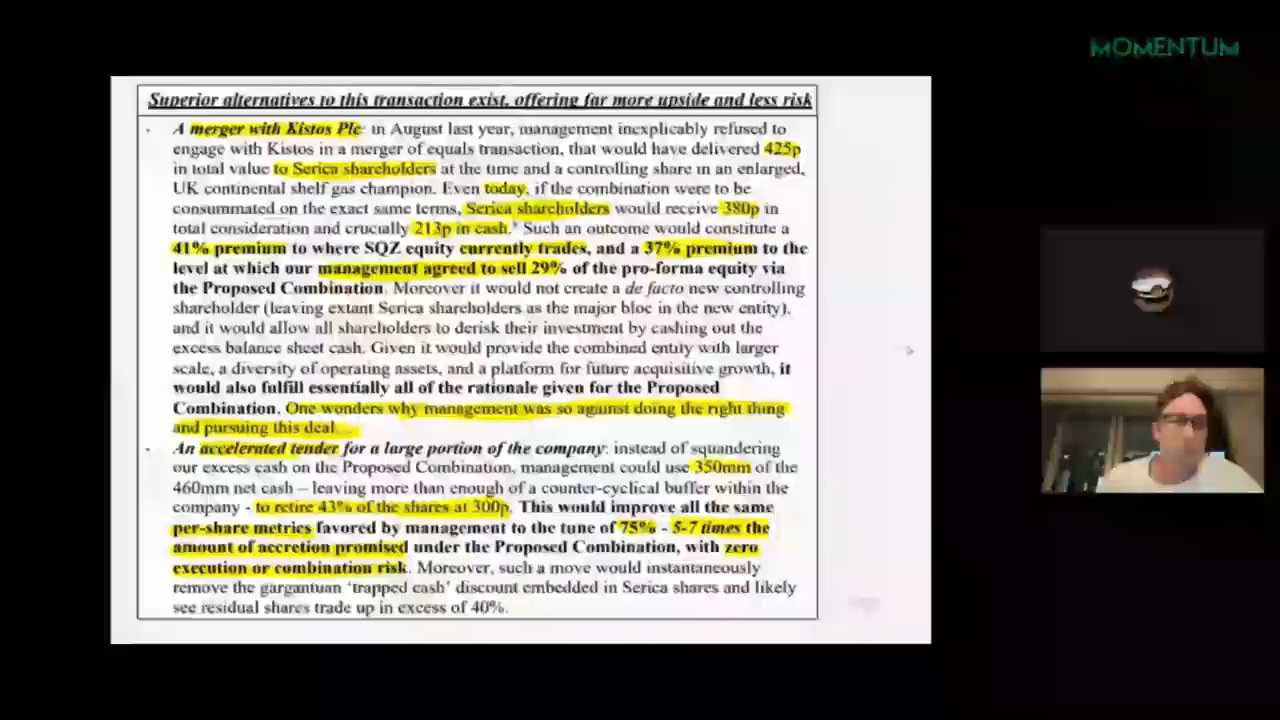 MOMENTUM
Superior alternatives to this transaction exist, offering far more upside and less risk
A merger with Kistos Plc: in August last year, management inexplicably refused to
engage with Kistos in a merger of equals transaction, that would have delivered 425p
in total value to Serica shareholders at the time and a controlling share in an enlarged,
UK continental shelf gas champion. Even today, if the combination were to be
consummated on the exact same terms, Serica shareholders would receive 380p in
total consideration and crucially 213p in cash. Such an outcome would constitute a
41% premium to where SQZ equity currently trades, and a 37% premium to the
level at which our management agreed to sell 29% of the pro-forma equity via
the Proposed Combination. Moreover it would not create a de facto new controlling
shareholder (leaving extant Serica shareholders as the major bloc in the new entity),
and it would allow all shareholders to derisk their investment by cashing out the
excess balance sheet cash. Given it would provide the combined entity with larger
scale, a diversity of operating assets, and a platform for future acquisitive growth, it
would also fulfill essentially all of the rationale given for the Proposed
Combination. One wonders why management was so against doing the right thing
and pursuing this deal...
An accelerated tender for a large portion of the company: instead of squandering
our excess cash on the Proposed Combination, management could use 350mm of the
460mm net cash – leaving more than enough of a counter-cyclical buffer within the
company - to retire 43% of the shares at 300p. This would improve all the same
per-share metrics favored by management to the tune of 75% - 5-7 times the
amount of accretion promised under the Proposed Combination, with zero
execution or combination risk. Moreover, such a move would instantaneously
remove the gargantuan 'trapped cash' discount embedded in Serica shares and likely
see residual shares trade up in excess of 40%.